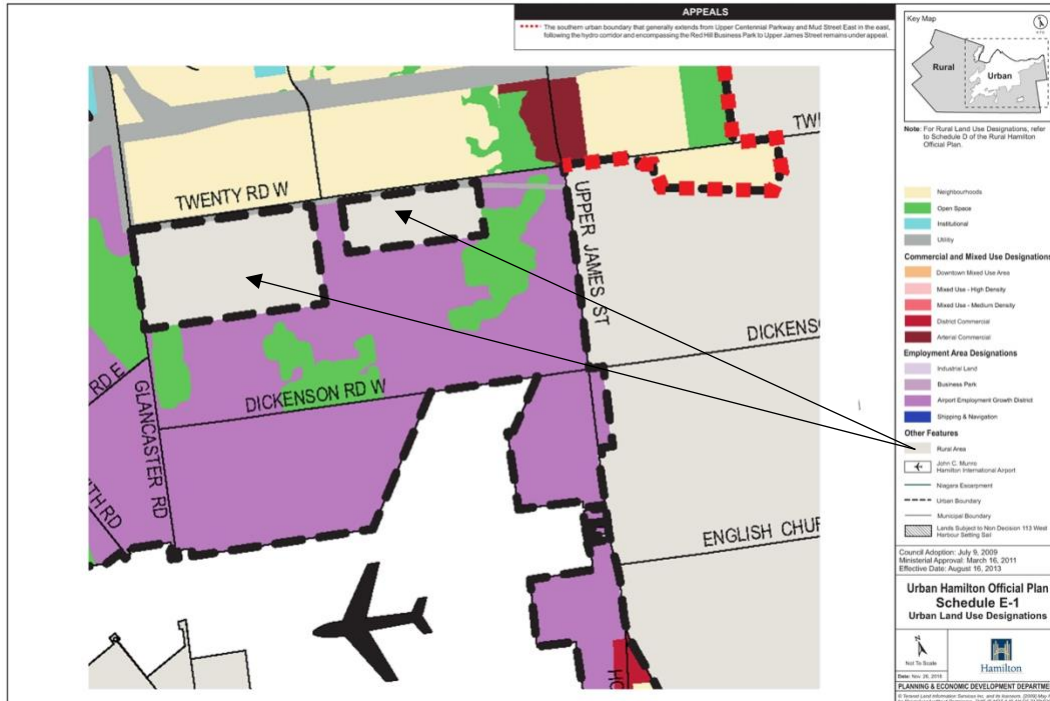 APPEALS
The southern urban boundary that generally extends from Upper Centennial Parkway and Mud Street East in the east,
following the hydro corridor and encompassing the Red Hill Business Park to Upper James Street remains under appeal.
Key Map
Rural
Urban
Note: For Rural Land Use Designations, refer
to Schedule D of the Rural Hamilton
Official Plan.
Neighbourhoods
Open Space
Institutional
Utility
Commercial and Mixed Use Designations
Downtown Mixed Use Area
Mixed Use - High Density
Mixed Use - Medium Density
District Commercial
Arterial Commercial
Employment Area Designations
Industrial Land
Business Park
Airport Employment Growth District
Shipping & Navigation
Other Features
Rural Area
John C. Munro
Hamilton International Airport
Niagara Escarpment
Urban Boundary
Municipal Boundary
Lands Subject to Non Decision 113 West
Harbour Setting Sail
Council Adoption: July 9, 2009
Ministerial Approval: March 16, 2011
Effective Date: August 16, 2013
Urban Hamilton Official Plan
Schedule E-1
Urban Land Use Designations
N
Not To Scale
Hamilton
Date: Nov. 28, 2018
PLANNING & ECONOMIC DEVELOPMENT DEPARTME
TWENTY RD W
TW
UPPER JAMES ST
DICKENS
RD E
GLANCASTER RD
DICKENSON RD W
TH RD
ENGLISH CHU
HO